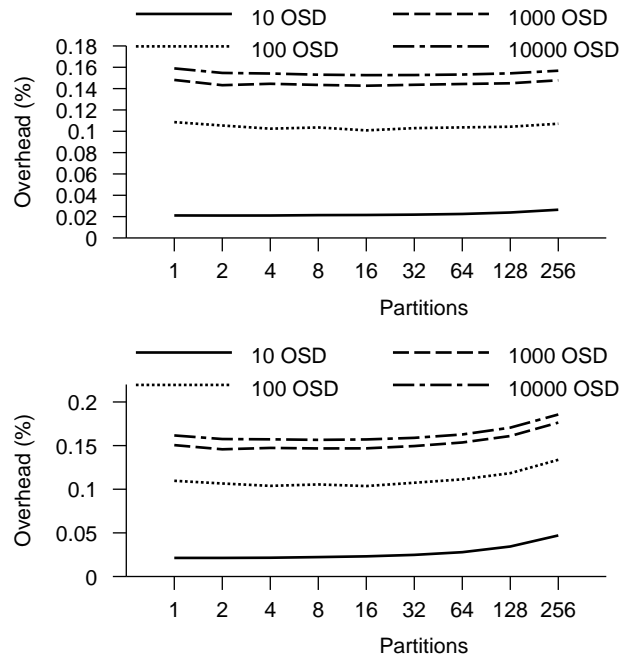 10 OSD 1000 OSD
100 OSD 10000 OSD
0.18
0.16
0.14
0.12
0.1
0.08
0.06
0.04
0.02
0
Overhead (%)
1 2 4 8 16 32 64 128 256
Partitions
10 OSD 1000 OSD
100 OSD 10000 OSD
0.2
0.15
0.1
0.05
0
Overhead (%)
1 2 4 8 16 32 64 128 256
Partitions